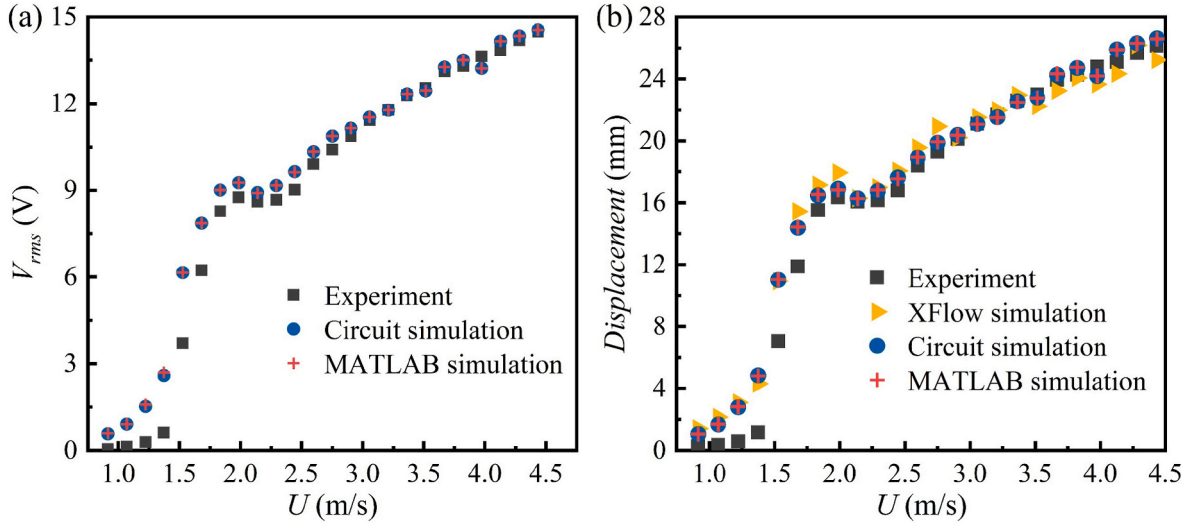 (a)
15
12
9
6
3
0
V_rms (V)
Experiment
Circuit simulation
MATLAB simulation
1.0 1.5 2.0 2.5 3.0 3.5 4.0 4.5
U (m/s)
(b)
28
24
20
16
12
8
4
0
Displacement (mm)
Experiment
XFlow simulation
Circuit simulation
MATLAB simulation
1.0 1.5 2.0 2.5 3.0 3.5 4.0 4.5
U (m/s)